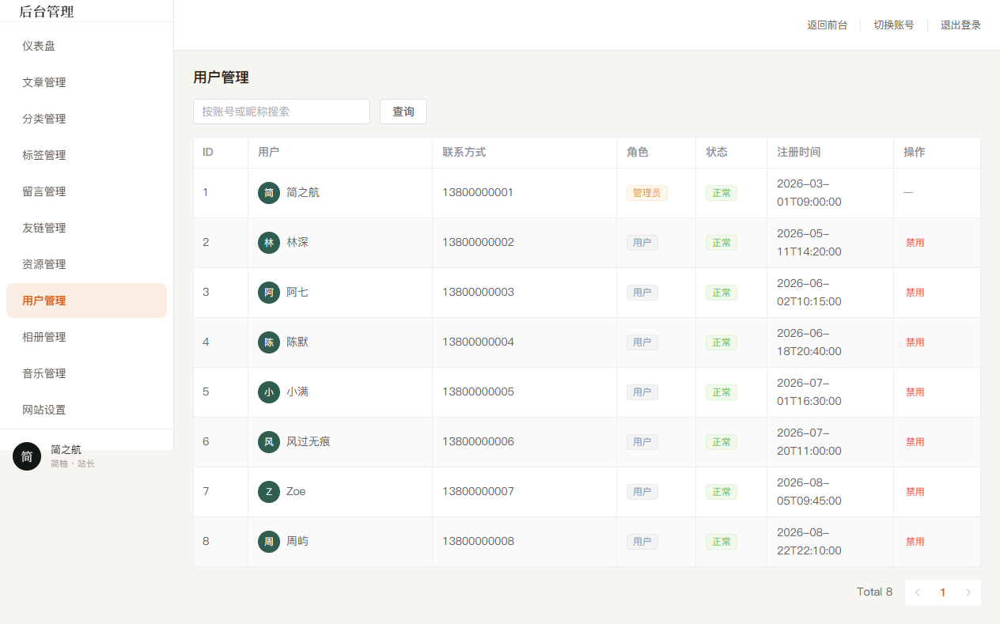 后台管理
返回前台 切换账号 退出登录
仪表盘
文章管理
分类管理
标签管理
留言管理
友链管理
资源管理
用户管理
相册管理
音乐管理
网站设置
简 简之航
简柚 · 站长
用户管理
按账号或昵称搜索 查询
ID 用户 联系方式 角色 状态 注册时间 操作
1 简 简之航 13800000001 管理员 正常 2026-03-
01T09:00:00 —
2 林 林深 13800000002 用户 正常 2026-05-
11T14:20:00 禁用
3 阿 阿七 13800000003 用户 正常 2026-06-
02T10:15:00 禁用
4 陈 陈默 13800000004 用户 正常 2026-06-
18T20:40:00 禁用
5 小 小满 13800000005 用户 正常 2026-07-
01T16:30:00 禁用
6 风 风过无痕 13800000006 用户 正常 2026-07-
20T11:00:00 禁用
7 Z Zoe 13800000007 用户 正常 2026-08-
05T09:45:00 禁用
8 周 周屿 13800000008 用户 正常 2026-08-
22T22:10:00 禁用
Total 8 1